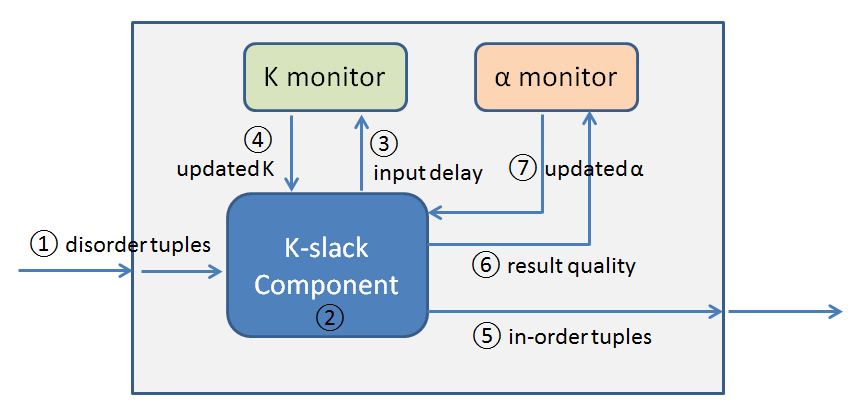 K monitor
α monitor
④
updated K
③
input delay
⑦ updated α
① disorder tuples
K-slack
Component
②
⑥ result quality
⑤ in-order tuples